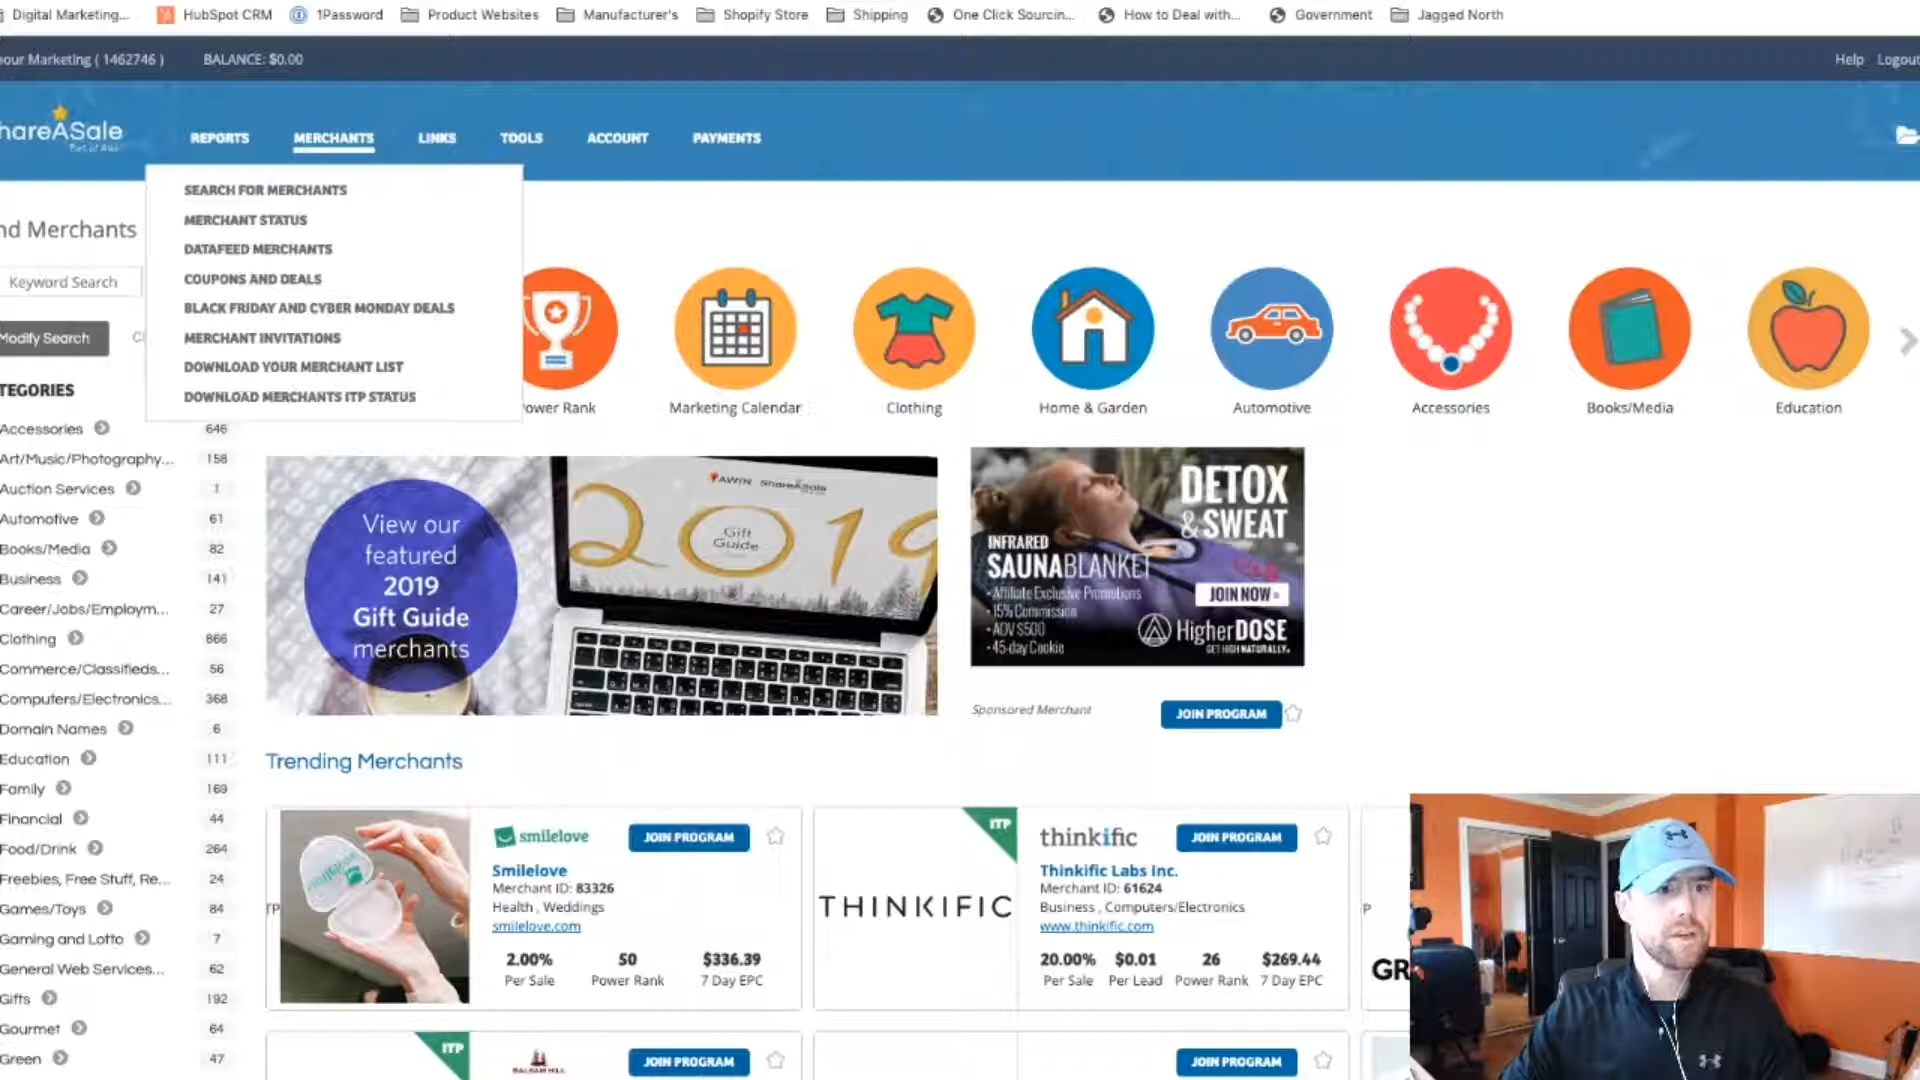 Digital Marketing...
HubSpot CRM
1Password
Product Websites
Manufacturer's
Shopify Store
Shipping
One Click Sourcin...
How to Deal with...
Government
Jagged North
our Marketing ( 1462746 )
BALANCE: $0.00
Help
Logout
hareASale
REPORTS
MERCHANTS
LINKS
TOOLS
ACCOUNT
PAYMENTS
SEARCH FOR MERCHANTS
MERCHANT STATUS
DATAFEED MERCHANTS
COUPONS AND DEALS
BLACK FRIDAY AND CYBER MONDAY DEALS
MERCHANT INVITATIONS
DOWNLOAD YOUR MERCHANT LIST
DOWNLOAD MERCHANTS ITP STATUS
nd Merchants
Keyword Search
Modify Search
Cl
TEGORIES
Accessories 646
Art/Music/Photography... 158
Auction Services 1
Automotive 61
Books/Media 82
Business 141
Career/Jobs/Employm... 27
Clothing 866
Commerce/Classifieds... 56
Computers/Electronics... 368
Domain Names 6
Education 111
Family 169
Financial 44
Food/Drink 264
Freebies, Free Stuff, Re... 24
Games/Toys 84
Gaming and Lotto 7
General Web Services... 62
Gifts 192
Gourmet 64
Green 47
ower Rank
Marketing Calendar
Clothing
Home & Garden
Automotive
Accessories
Books/Media
Education
View our
featured
2019
Gift Guide
merchants
AWIN ShareASale
2019
Gift
Guide
DETOX
& SWEAT
INFRARED
SAUNABLANKET
• Affiliate Exclusive Promotions
• 15% Commission
• AOV $500
• 45-day Cookie
JOIN NOW
HigherDOSE
GET HIGH NATURALLY.
Sponsored Merchant
JOIN PROGRAM
Trending Merchants
TP
smilelove
JOIN PROGRAM
Smilelove
Merchant ID: 83326
Health , Weddings
smilelove.com
2.00% 50 $336.39
Per Sale Power Rank 7 Day EPC
THINKIFIC
ITP
thinkific
JOIN PROGRAM
Thinkific Labs Inc.
Merchant ID: 61624
Business , Computers/Electronics
www.thinkific.com
20.00% $0.01 26 $269.44
Per Sale Per Lead Power Rank 7 Day EPC
P
GR
ITP
BALSAM HILL
JOIN PROGRAM
JOIN PROGRAM